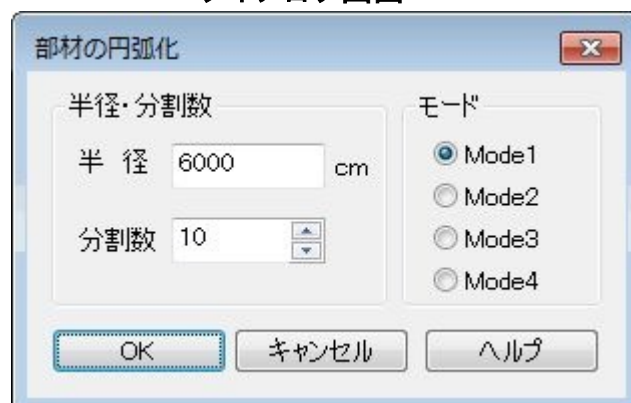 部材の円弧化
半径・分割数
半 径 6000 cm
分割数 10
モード
Mode1
Mode2
Mode3
Mode4
OK キャンセル ヘルプ